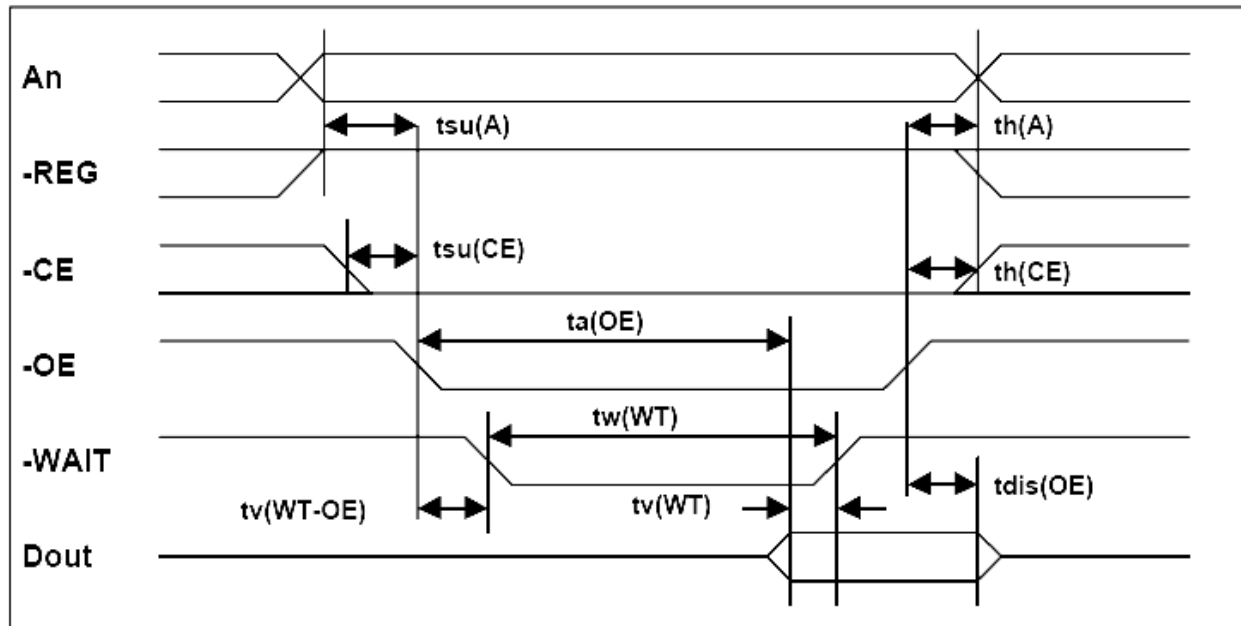 An
tsu(A)
th(A)
-REG
tsu(CE)
-CE
th(CE)
ta(OE)
-OE
tw(WT)
-WAIT
tdis(OE)
tv(WT-OE)
tv(WT)
Dout